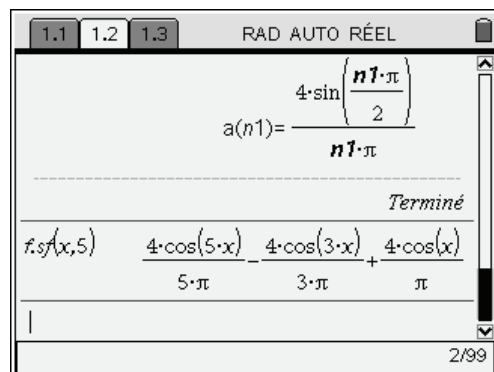 1.1 1.2 1.3 RAD AUTO RÉEL
a(n1)=4·sin(n1·π/2)/n1·π
Terminé
f.sf(x,5) 4·cos(5·x)/5·π-4·cos(3·x)/3·π+4·cos(x)/π
2/99